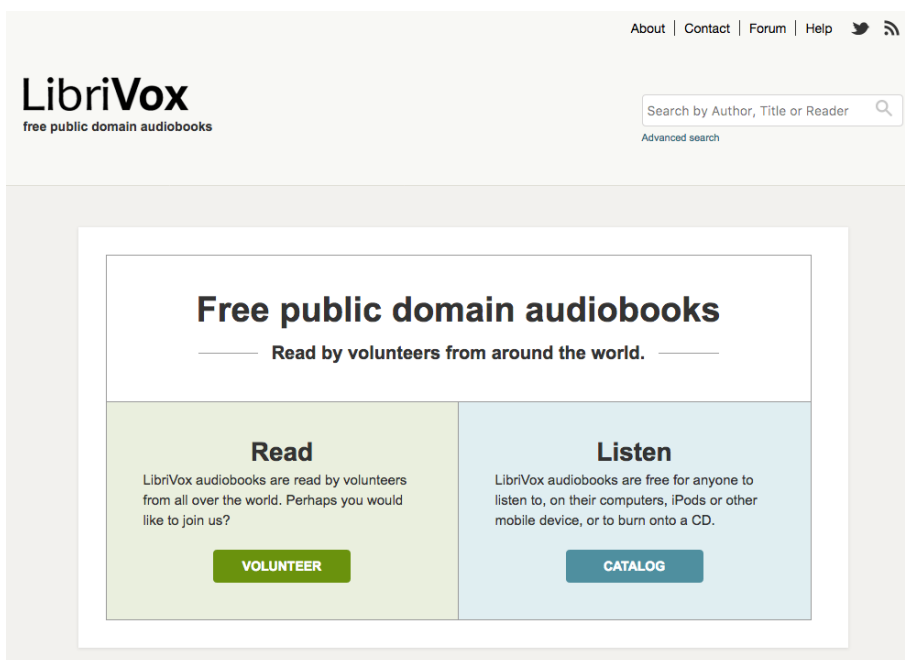 About | Contact | Forum | Help
LibriVox
free public domain audiobooks
Search by Author, Title or Reader
Advanced search
Free public domain audiobooks
Read by volunteers from around the world.
Read
LibriVox audiobooks are read by volunteers
from all over the world. Perhaps you would
like to join us?
VOLUNTEER
Listen
LibriVox audiobooks are free for anyone to
listen to, on their computers, iPods or other
mobile device, or to burn onto a CD.
CATALOG